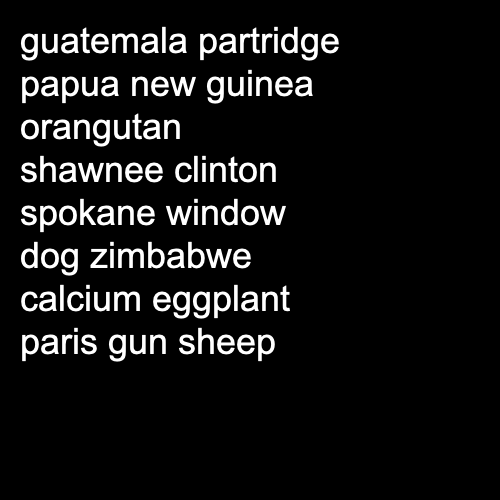 guatemala partridge
papua new guinea
orangutan
shawnee clinton
spokane window
dog zimbabwe
calcium eggplant
paris gun sheep